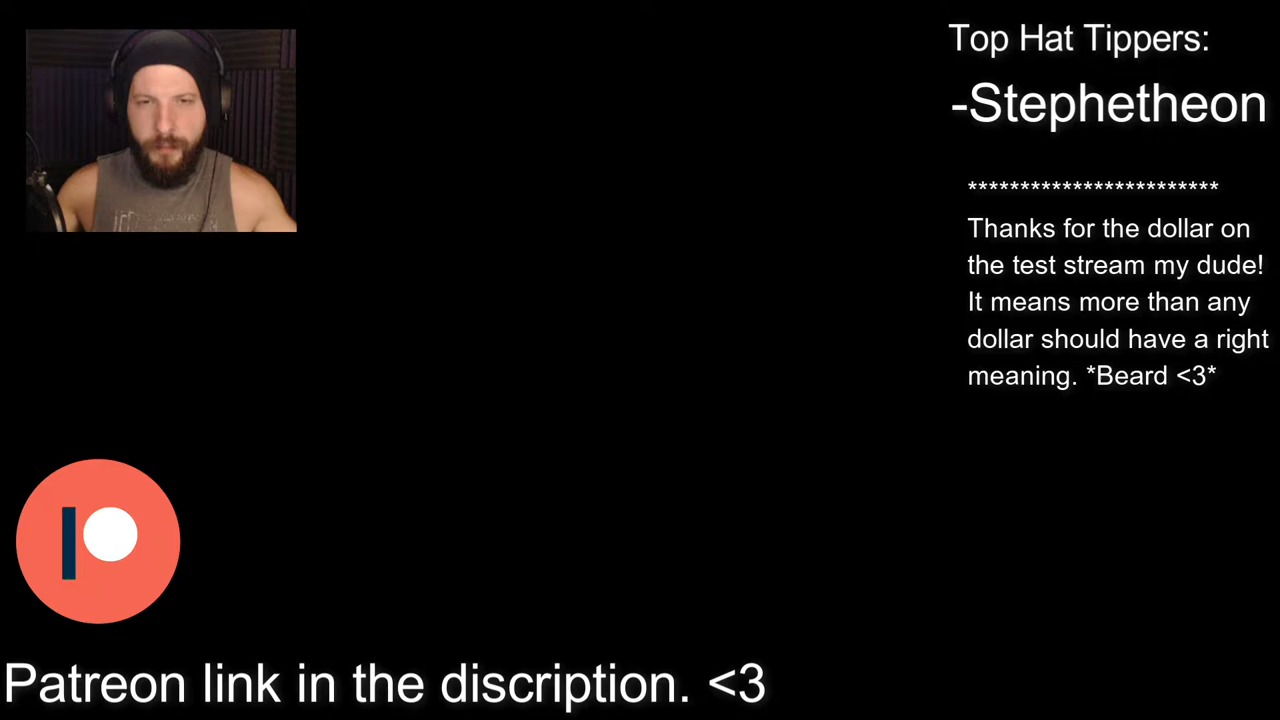 Top Hat Tippers:
-Stephetheon
*************************
Thanks for the dollar on
the test stream my dude!
It means more than any
dollar should have a right
meaning. *Beard <3*
Patreon link in the discription. <3